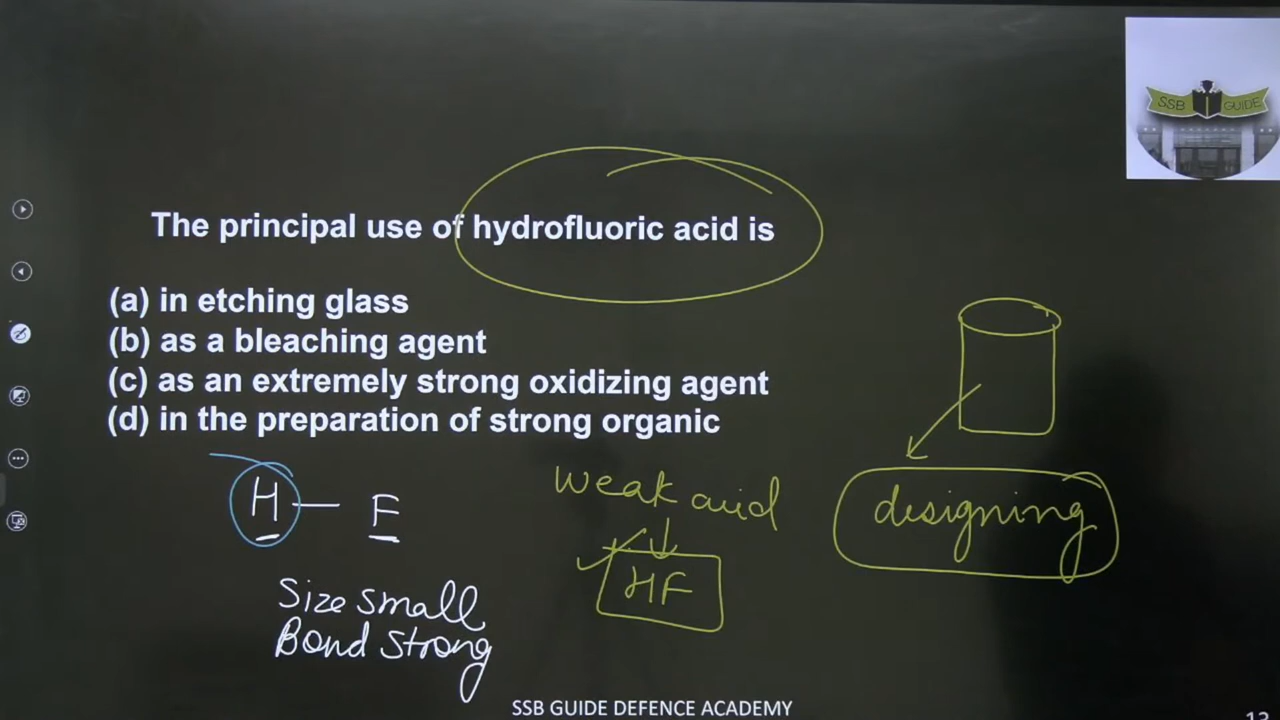 SSB GUIDE
The principal use of hydrofluoric acid is
(a) in etching glass
(b) as a bleaching agent
(c) as an extremely strong oxidizing agent
(d) in the preparation of strong organic
H — F
Size small
Bond strong
weak acid
HF
designing
SSB GUIDE DEFENCE ACADEMY